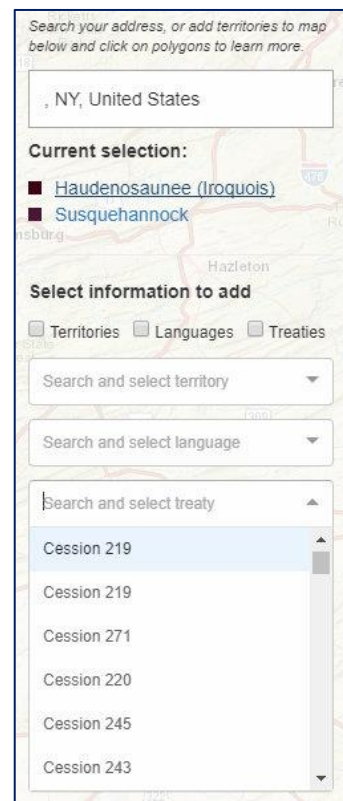 Search your address, or add territories to map
below and click on polygons to learn more.
, NY, United States
Current selection:
Haudenosaunee (Iroquois)
Susquehannock
Hazleton
Select information to add
Territories Languages Treaties
Search and select territory
Search and select language
Search and select treaty
Cession 219
Cession 219
Cession 271
Cession 220
Cession 245
Cession 243